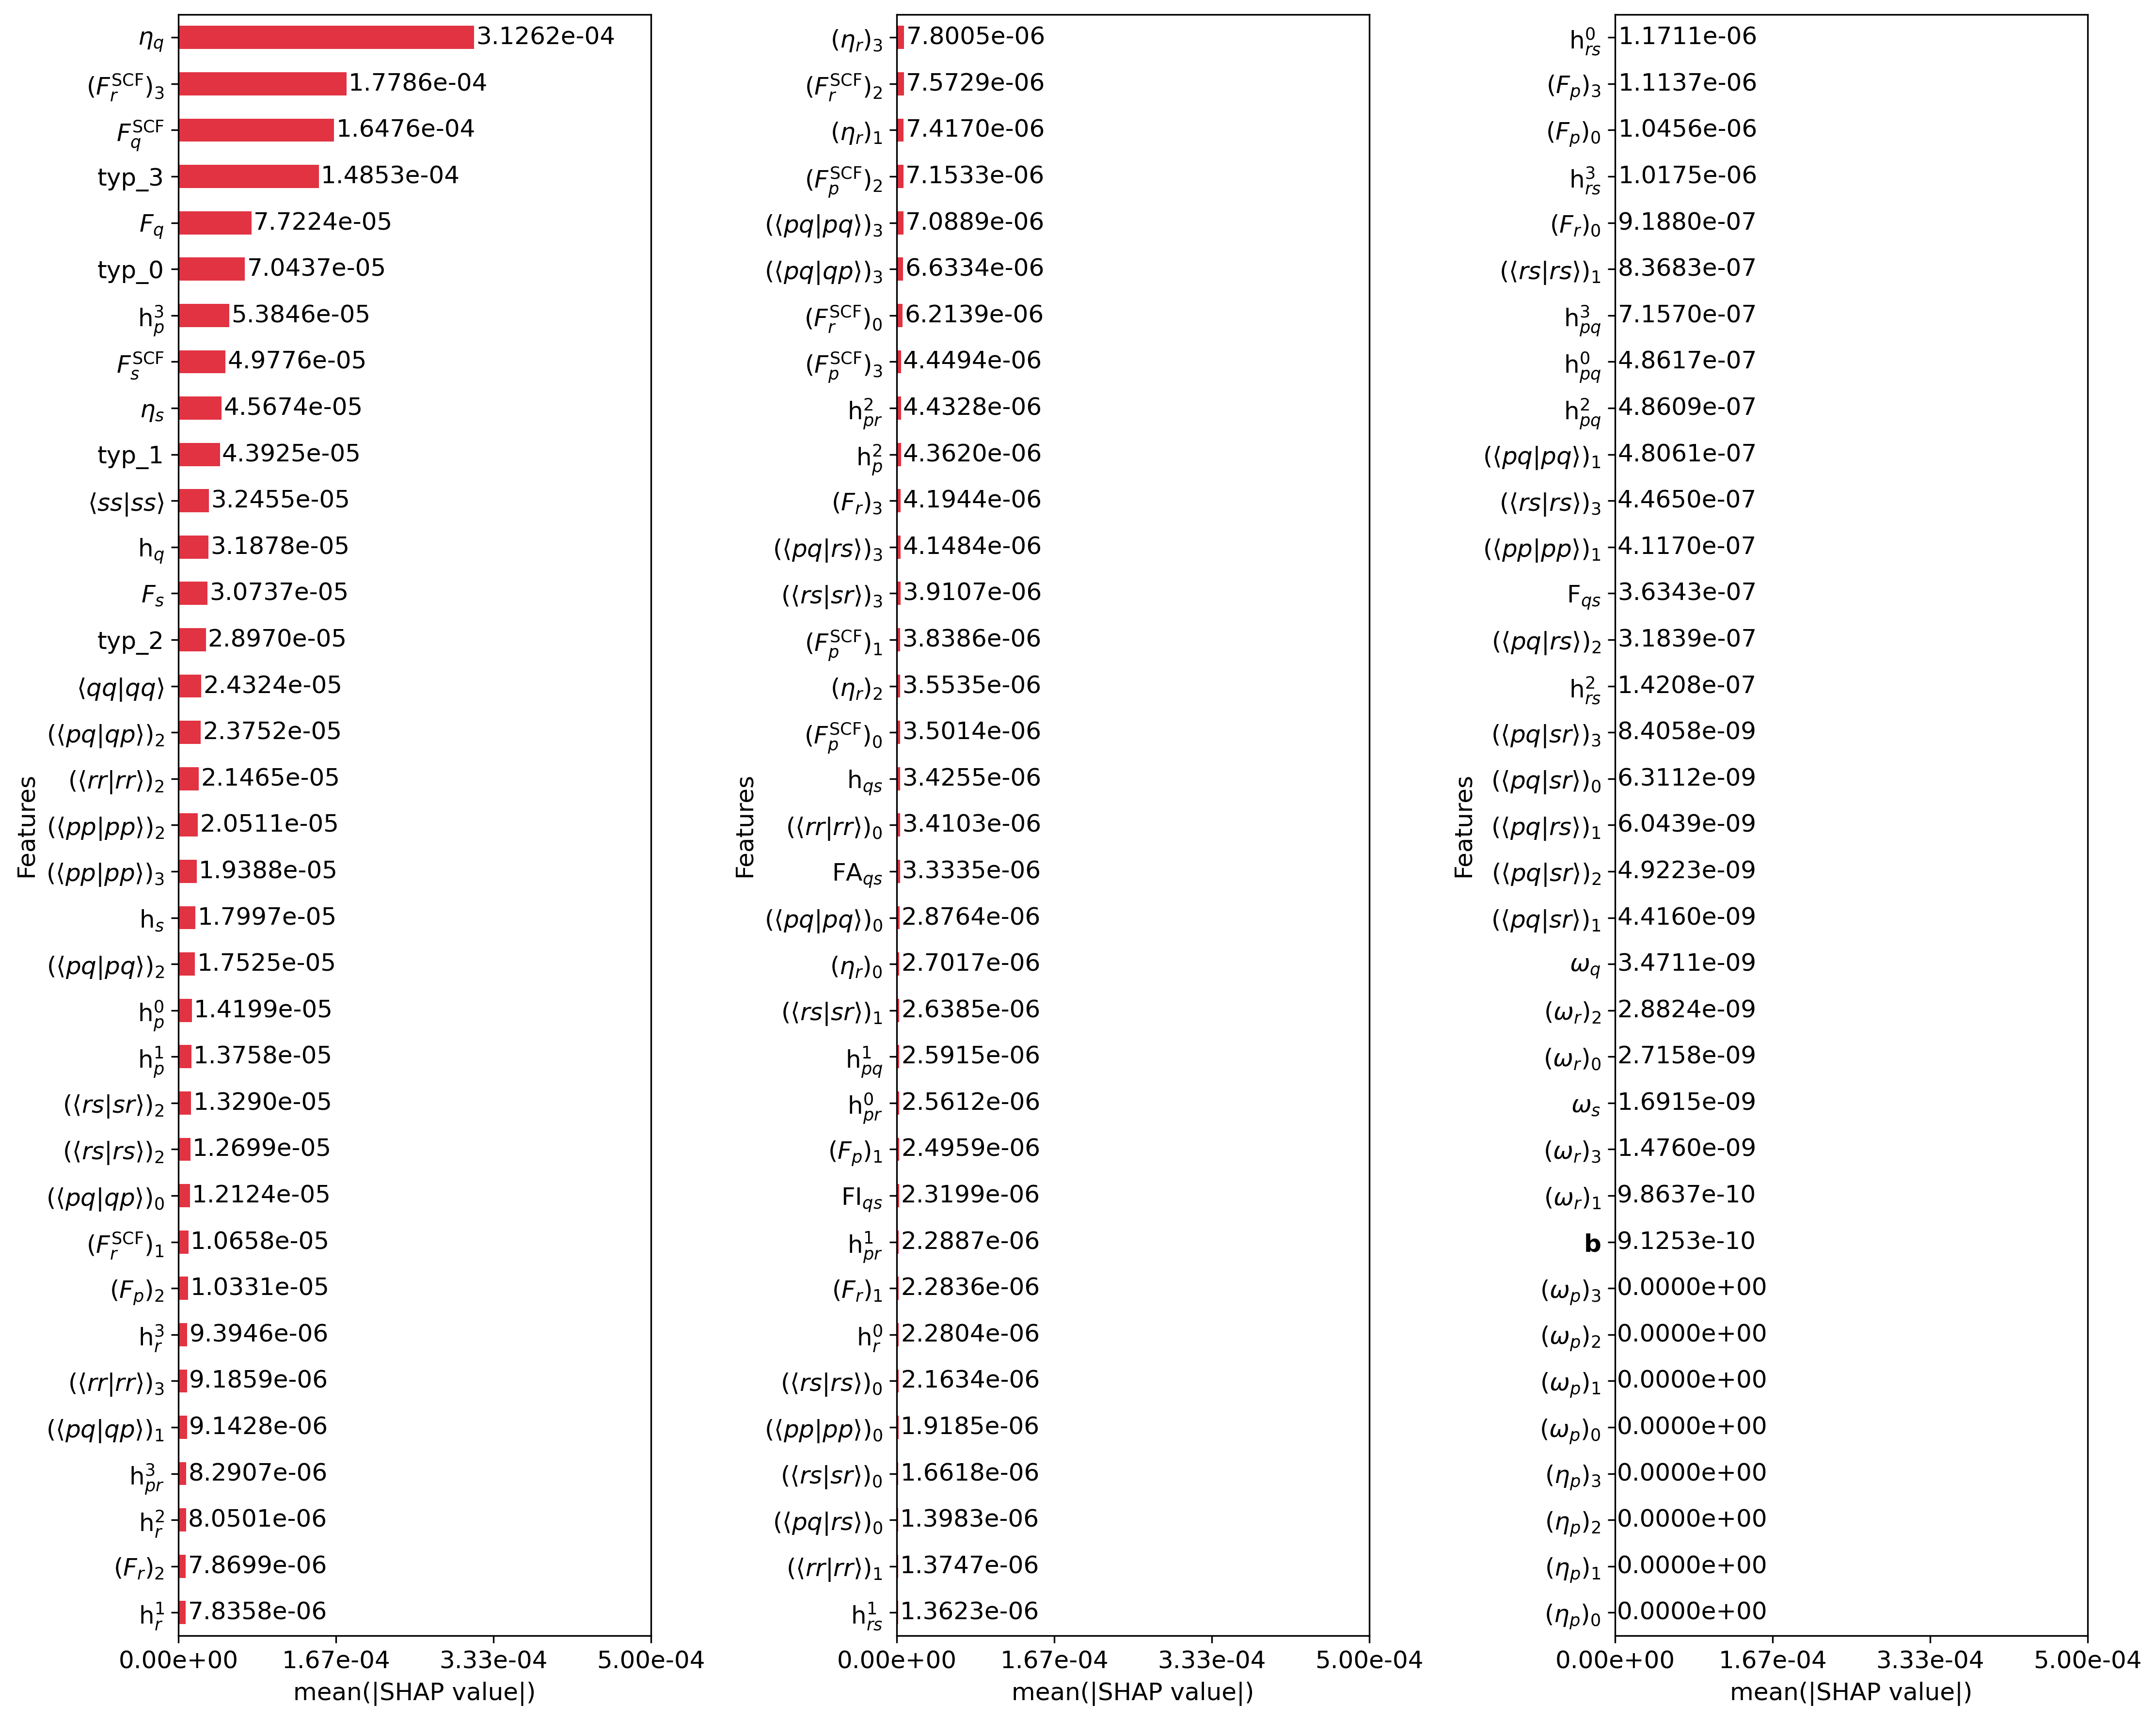 η_q 3.1262e-04
(F_r^SCF)_3 1.7786e-04
F_q^SCF 1.6476e-04
typ_3 1.4853e-04
F_q 7.7224e-05
typ_0 7.0437e-05
h_p^3 5.3846e-05
F_s^SCF 4.9776e-05
η_s 4.5674e-05
typ_1 4.3925e-05
⟨ss|ss⟩ 3.2455e-05
h_q 3.1878e-05
F_s 3.0737e-05
typ_2 2.8970e-05
⟨qq|qq⟩ 2.4324e-05
(⟨pq|qp⟩)_2 2.3752e-05
(⟨rr|rr⟩)_2 2.1465e-05
(⟨pp|pp⟩)_2 2.0511e-05
(⟨pp|pp⟩)_3 1.9388e-05
h_s 1.7997e-05
(⟨pq|pq⟩)_2 1.7525e-05
h_p^0 1.4199e-05
h_p^1 1.3758e-05
(⟨rs|sr⟩)_2 1.3290e-05
(⟨rs|rs⟩)_2 1.2699e-05
(⟨pq|qp⟩)_0 1.2124e-05
(F_r^SCF)_1 1.0658e-05
(F_p)_2 1.0331e-05
h_r^3 9.3946e-06
(⟨rr|rr⟩)_3 9.1859e-06
(⟨pq|qp⟩)_1 9.1428e-06
h_pr^3 8.2907e-06
h_r^2 8.0501e-06
(F_r)_2 7.8699e-06
h_r^1 7.8358e-06
0.00e+00 1.67e-04 3.33e-04 5.00e-04
mean(|SHAP value|)
Features
(η_r)_3 7.8005e-06
(F_r^SCF)_2 7.5729e-06
(η_r)_1 7.4170e-06
(F_p^SCF)_2 7.1533e-06
(⟨pq|pq⟩)_3 7.0889e-06
(⟨pq|qp⟩)_3 6.6334e-06
(F_r^SCF)_0 6.2139e-06
(F_p^SCF)_3 4.4494e-06
h_pr^2 4.4328e-06
h_p^2 4.3620e-06
(F_r)_3 4.1944e-06
(⟨pq|rs⟩)_3 4.1484e-06
(⟨rs|sr⟩)_3 3.9107e-06
(F_p^SCF)_1 3.8386e-06
(η_r)_2 3.5535e-06
(F_p^SCF)_0 3.5014e-06
h_qs 3.4255e-06
(⟨rr|rr⟩)_0 3.4103e-06
FA_qs 3.3335e-06
(⟨pq|pq⟩)_0 2.8764e-06
(η_r)_0 2.7017e-06
(⟨rs|sr⟩)_1 2.6385e-06
h_pq^1 2.5915e-06
h_pr^0 2.5612e-06
(F_p)_1 2.4959e-06
FI_qs 2.3199e-06
h_pr^1 2.2887e-06
(F_r)_1 2.2836e-06
h_r^0 2.2804e-06
(⟨rs|rs⟩)_0 2.1634e-06
(⟨pp|pp⟩)_0 1.9185e-06
(⟨rs|sr⟩)_0 1.6618e-06
(⟨pq|rs⟩)_0 1.3983e-06
(⟨rr|rr⟩)_1 1.3747e-06
h_rs^1 1.3623e-06
0.00e+00 1.67e-04 3.33e-04 5.00e-04
mean(|SHAP value|)
Features
h_rs^0 1.1711e-06
(F_p)_3 1.1137e-06
(F_p)_0 1.0456e-06
h_rs^3 1.0175e-06
(F_r)_0 9.1880e-07
(⟨rs|rs⟩)_1 8.3683e-07
h_pq^3 7.1570e-07
h_pq^0 4.8617e-07
h_pq^2 4.8609e-07
(⟨pq|pq⟩)_1 4.8061e-07
(⟨rs|rs⟩)_3 4.4650e-07
(⟨pp|pp⟩)_1 4.1170e-07
F_qs 3.6343e-07
(⟨pq|rs⟩)_2 3.1839e-07
h_rs^2 1.4208e-07
(⟨pq|sr⟩)_3 8.4058e-09
(⟨pq|sr⟩)_0 6.3112e-09
(⟨pq|rs⟩)_1 6.0439e-09
(⟨pq|sr⟩)_2 4.9223e-09
(⟨pq|sr⟩)_1 4.4160e-09
ω_q 3.4711e-09
(ω_r)_2 2.8824e-09
(ω_r)_0 2.7158e-09
ω_s 1.6915e-09
(ω_r)_3 1.4760e-09
(ω_r)_1 9.8637e-10
b 9.1253e-10
(ω_p)_3 0.0000e+00
(ω_p)_2 0.0000e+00
(ω_p)_1 0.0000e+00
(ω_p)_0 0.0000e+00
(η_p)_3 0.0000e+00
(η_p)_2 0.0000e+00
(η_p)_1 0.0000e+00
(η_p)_0 0.0000e+00
0.00e+00 1.67e-04 3.33e-04 5.00e-04
mean(|SHAP value|)
Features